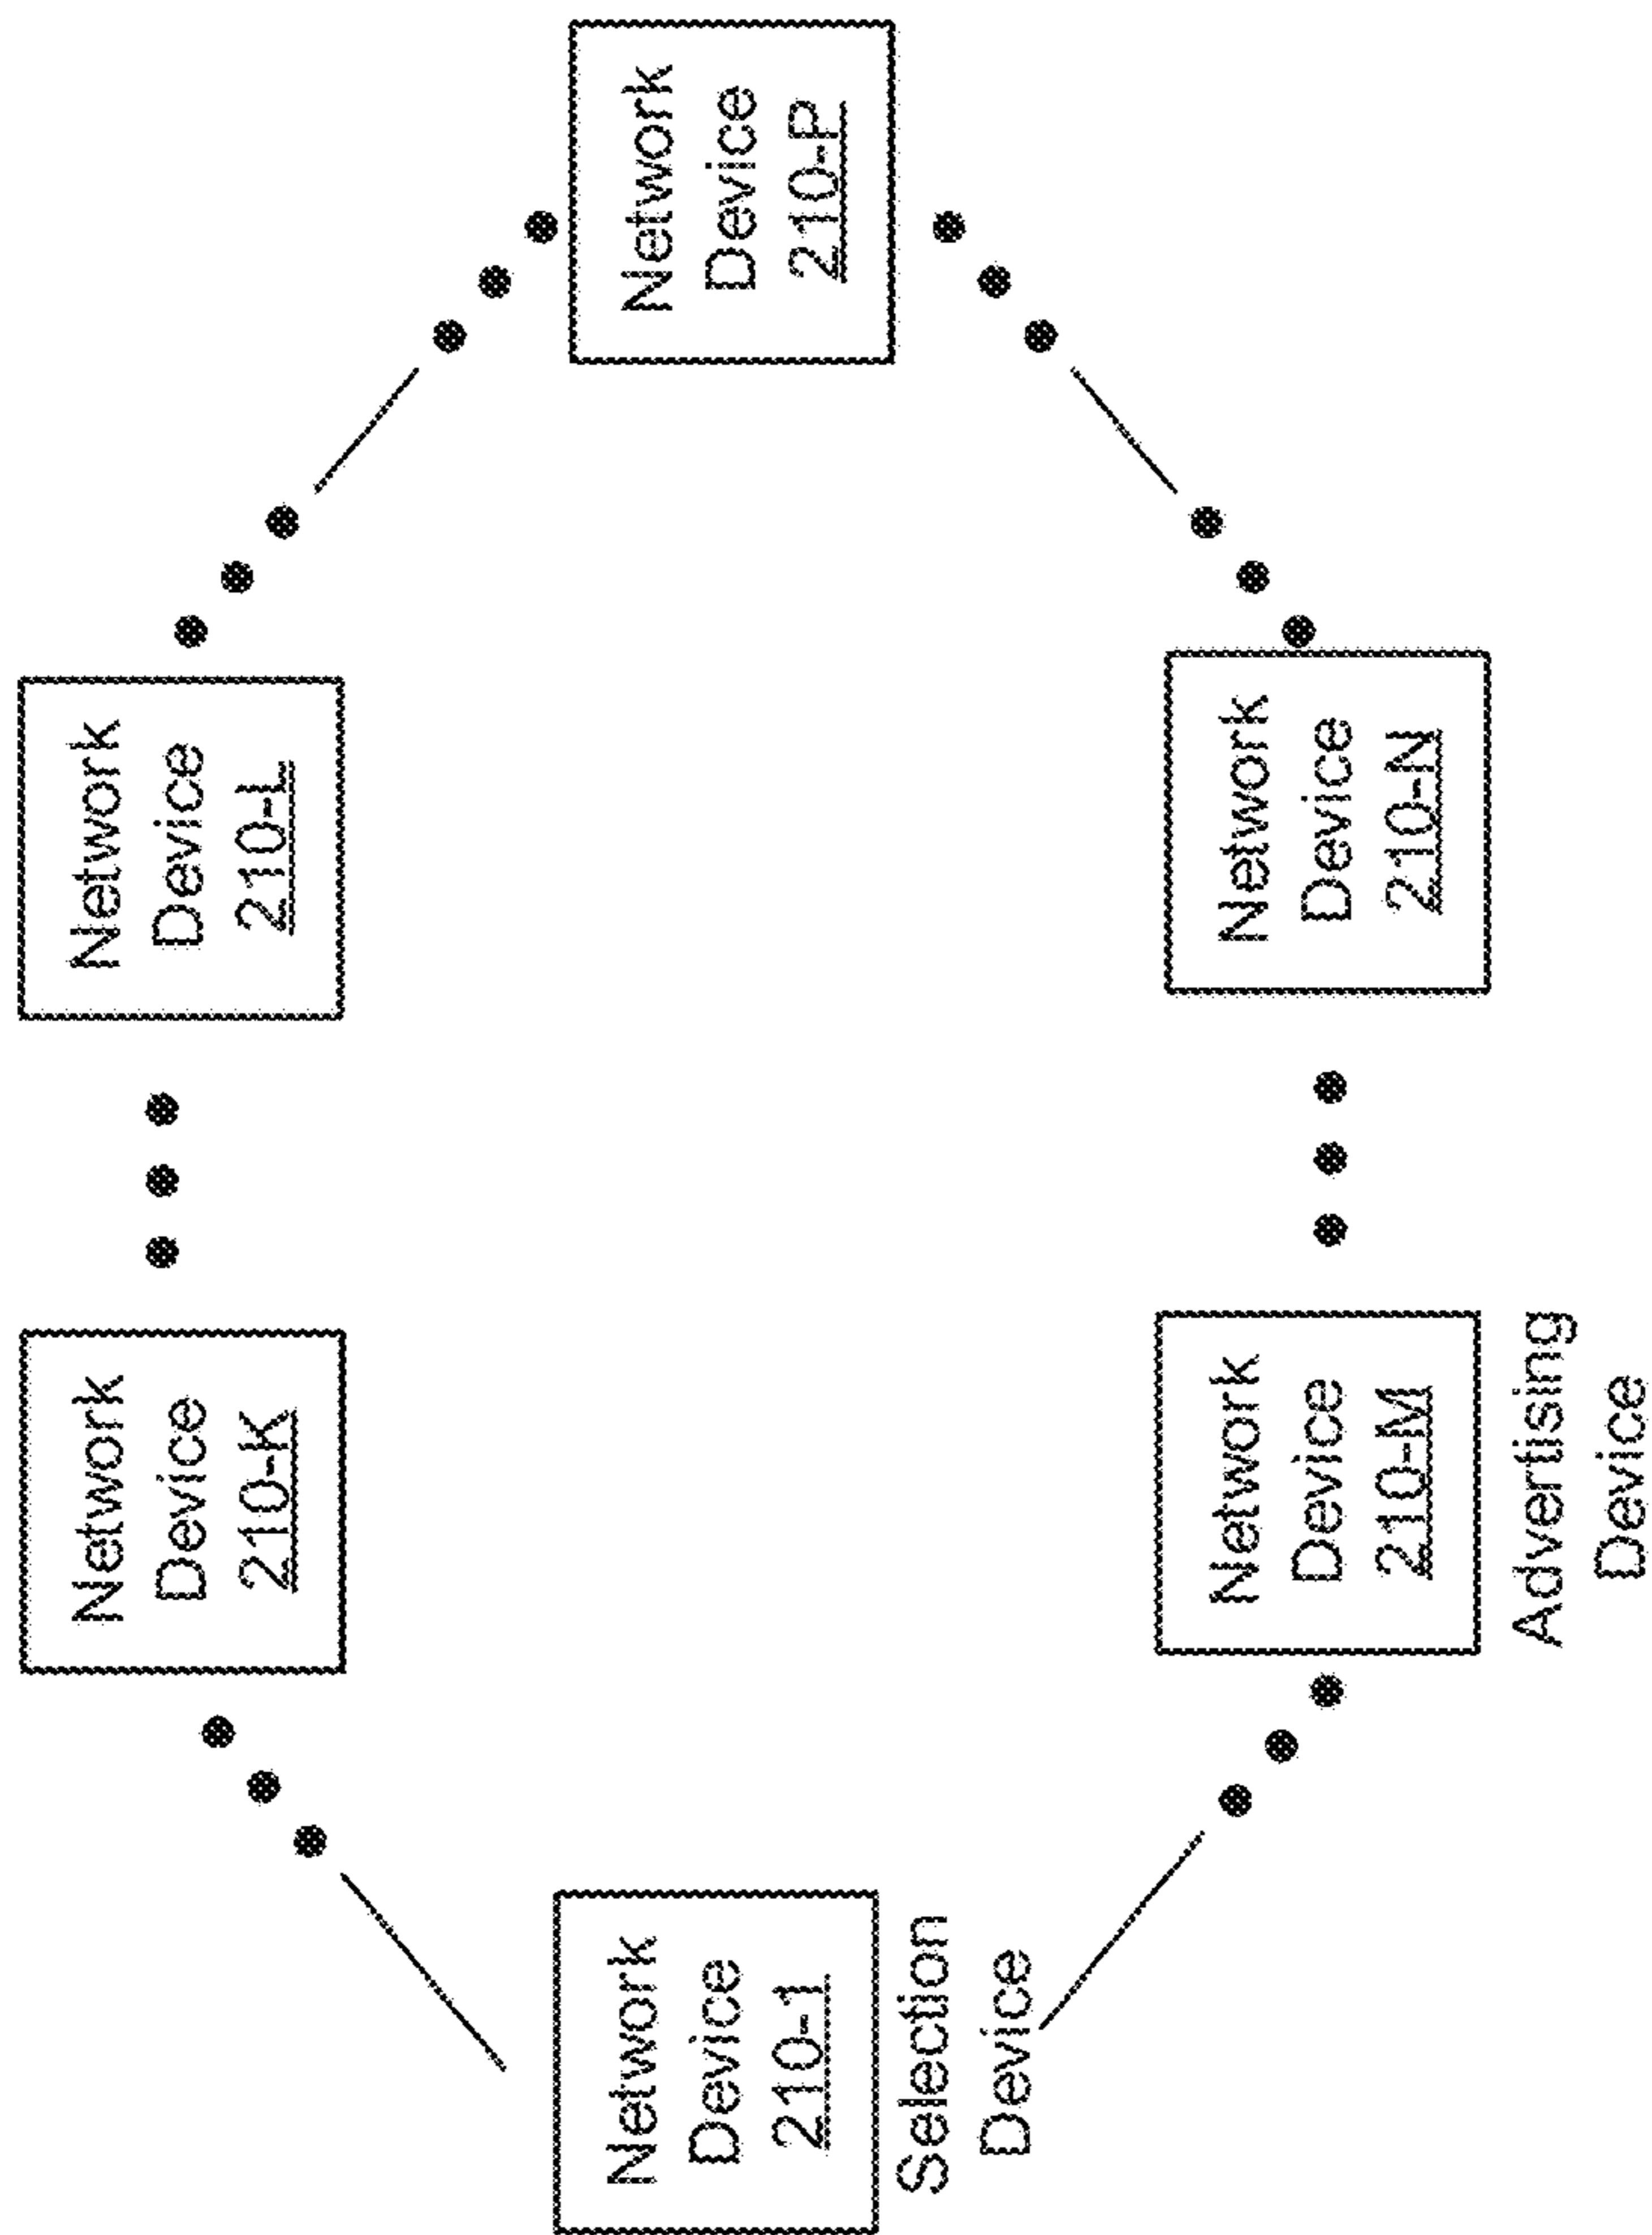 Network
Device
210-K
Network
Device
210-L
Network
Device
210-1
Selection
Device
Network
Device
210-P
Network
Device
210-M
Advertising
Device
Network
Device
210-N